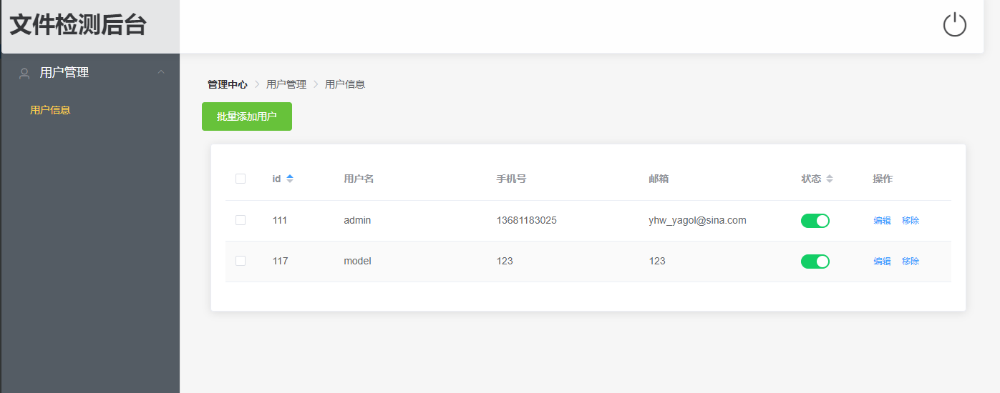 文件检测后台
用户管理
用户信息
管理中心 > 用户管理 > 用户信息
批量添加用户
id 用户名 手机号 邮箱 状态 操作
111 admin 13681183025 yhw_yagol@sina.com 编辑 移除
117 model 123 123 编辑 移除